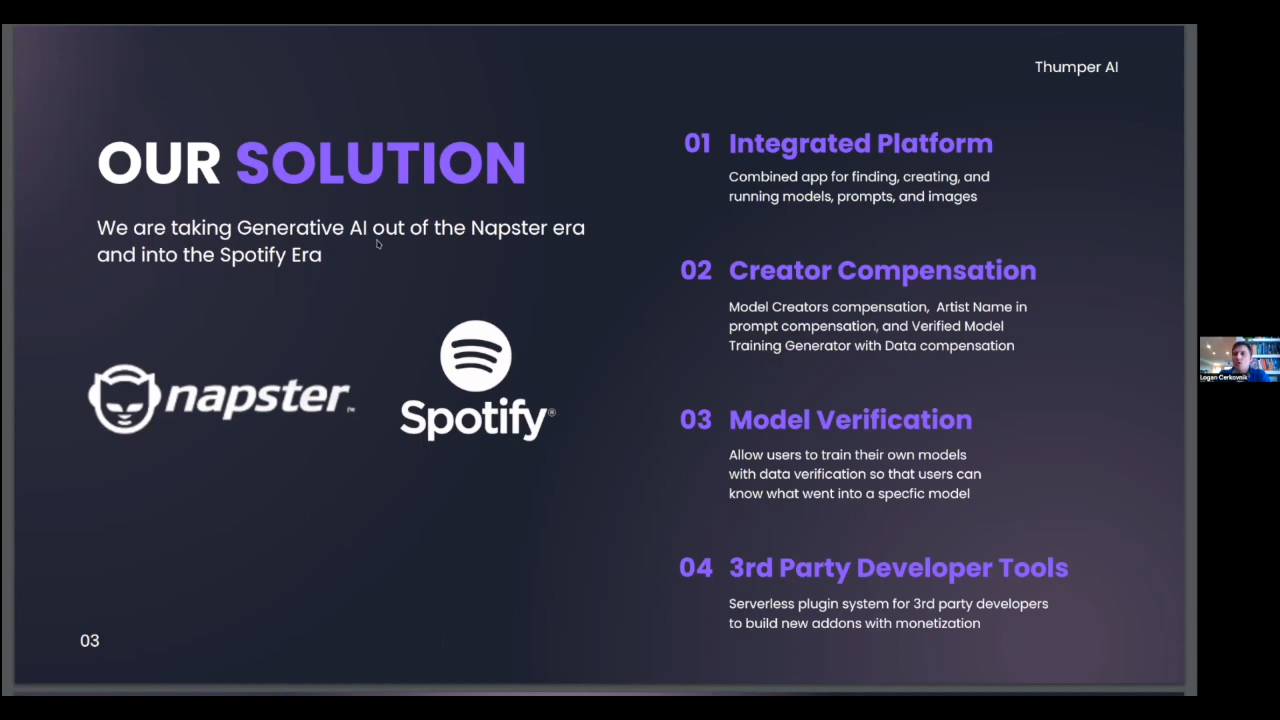 Thumper AI
OUR SOLUTION
We are taking Generative AI out of the Napster era
and into the Spotify Era
napster™
Spotify®
01 Integrated Platform
Combined app for finding, creating, and
running models, prompts, and images
02 Creator Compensation
Model Creators compensation, Artist Name in
prompt compensation, and Verified Model
Training Generator with Data compensation
03 Model Verification
Allow users to train their own models
with data verification so that users can
know what went into a specfic model
04 3rd Party Developer Tools
Serverless plugin system for 3rd party developers
to build new addons with monetization
03
Logan Cerkovnik